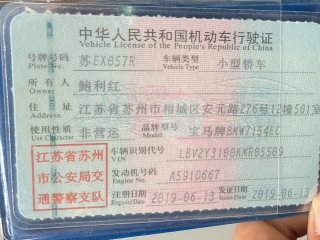 中华人民共和国机动车行驶证
Vehicle License of the People's Republic of China
号牌号码 苏EX057R 车辆类型 小型轿车
Plate No. Vehicle Type
所有人 鲍利红
Owner
住址 江苏省苏州市相城区安元路276号12幢501室
Address
使用性质 非营运 品牌型号 宝马牌BMW7154EC
Use Character Model
江苏省苏州市公安局交通警察支队
车辆识别代号 LBV2Y3100KMR05509
VIN
发动机号码 A591D667
Engine No.
注册日期 2019-06-13 发证日期 2019-06-13
Register Date Issue Date